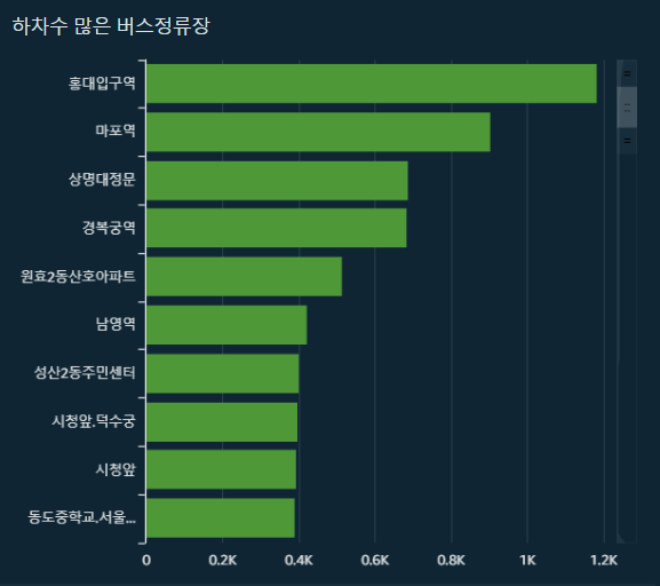 하차수 많은 버스정류장
홍대입구역
마포역
상명대정문
경복궁역
원효2동산호아파트
남영역
성산2동주민센터
시청앞.덕수궁
시청앞
동도중학교.서울...
0 0.2K 0.4K 0.6K 0.8K 1K 1.2K